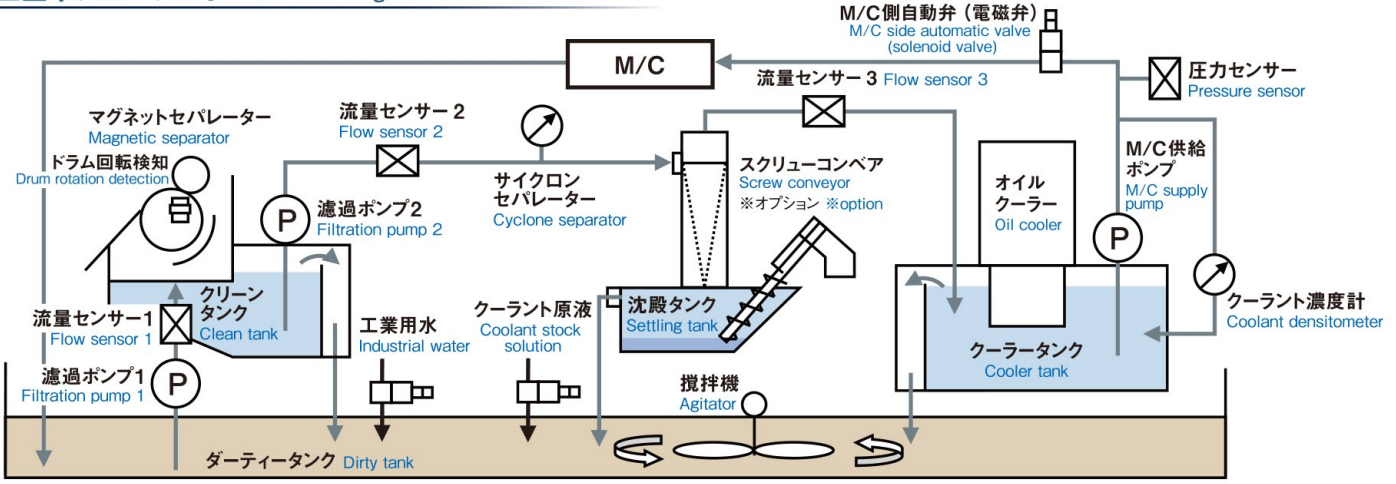 M/C側自動弁（電磁弁）
M/C side automatic valve
(solenoid valve)
M/C
流量センサー3 Flow sensor 3
圧力センサー
Pressure sensor
マグネットセパレーター
Magnetic separator
ドラム回転検知
Drum rotation detection
流量センサー2
Flow sensor 2
サイクロン
セパレーター
Cyclone separator
スクリューコンベア
Screw conveyor
※オプション ※option
オイル
クーラー
Oil cooler
M/C供給
ポンプ
M/C supply
pump
P
濾過ポンプ2
Filtration pump 2
P
クリーン
タンク
Clean tank
流量センサー1
Flow sensor 1
工業用水
Industrial water
クーラント原液
Coolant stock
solution
沈殿タンク
Settling tank
クーラント濃度計
Coolant densitometer
クーラータンク
Cooler tank
濾過ポンプ1
Filtration pump 1
P
撹拌機
Agitator
ダーティータンク Dirty tank